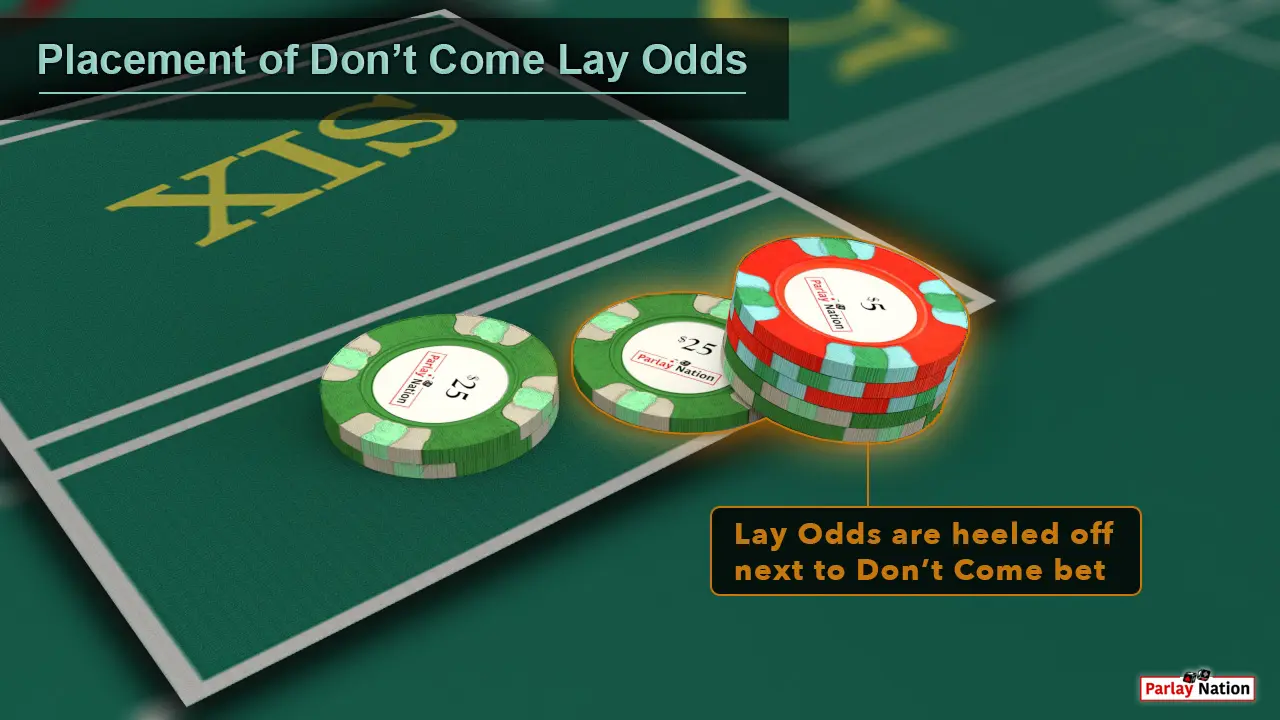 Placement of Don’t Come Lay Odds
SIX
$25
Parlay Nation
$25
Parlay Nation
$5
Parlay Nation
Lay Odds are heeled off
next to Don’t Come bet
Parlay Nation